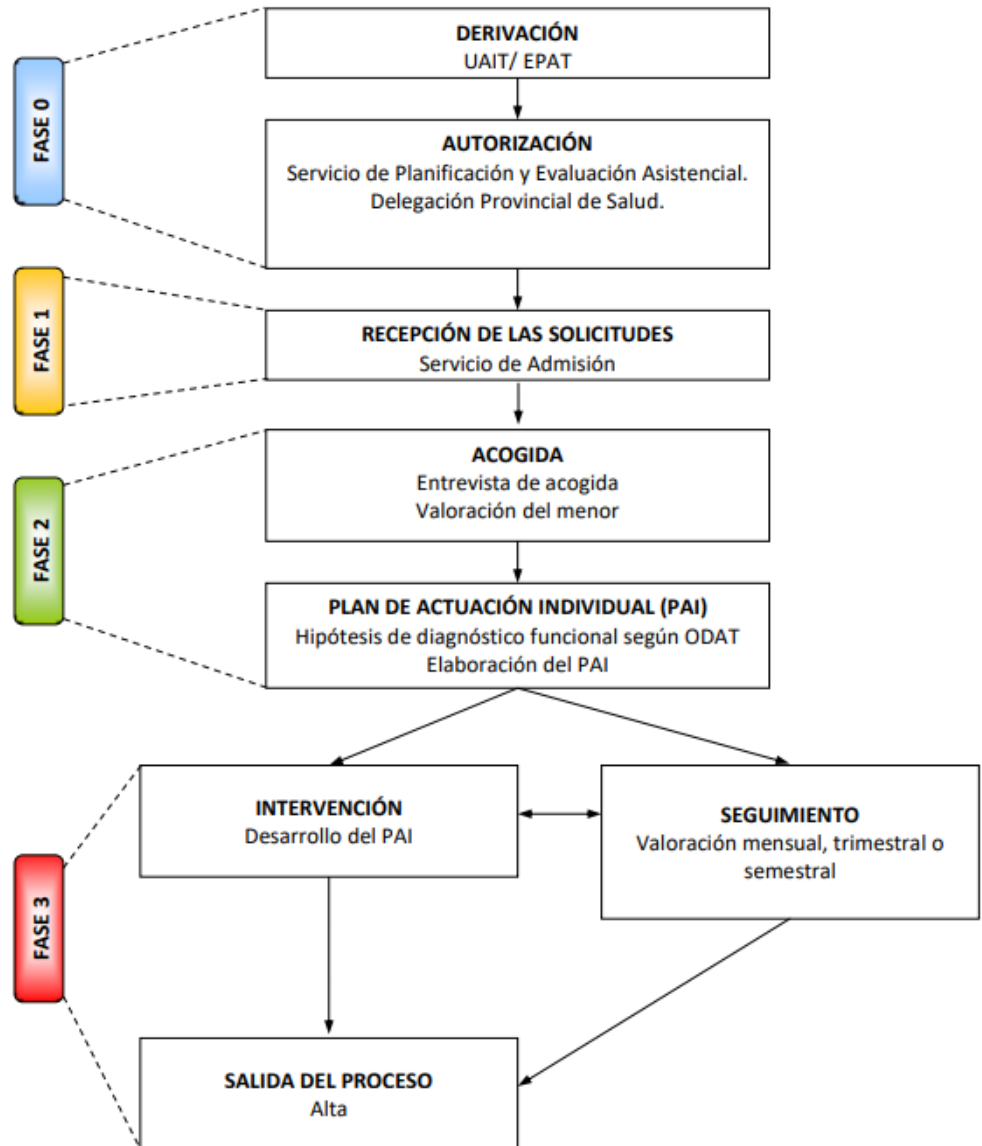 FASE 0
DERIVACIÓN
UAIT/ EPAT
AUTORIZACIÓN
Servicio de Planificación y Evaluación Asistencial.
Delegación Provincial de Salud.
FASE 1
RECEPCIÓN DE LAS SOLICITUDES
Servicio de Admisión
FASE 2
ACOGIDA
Entrevista de acogida
Valoración del menor
PLAN DE ACTUACIÓN INDIVIDUAL (PAI)
Hipótesis de diagnóstico funcional según ODAT
Elaboración del PAI
FASE 3
INTERVENCIÓN
Desarrollo del PAI
SEGUIMIENTO
Valoración mensual, trimestral o
semestral
SALIDA DEL PROCESO
Alta